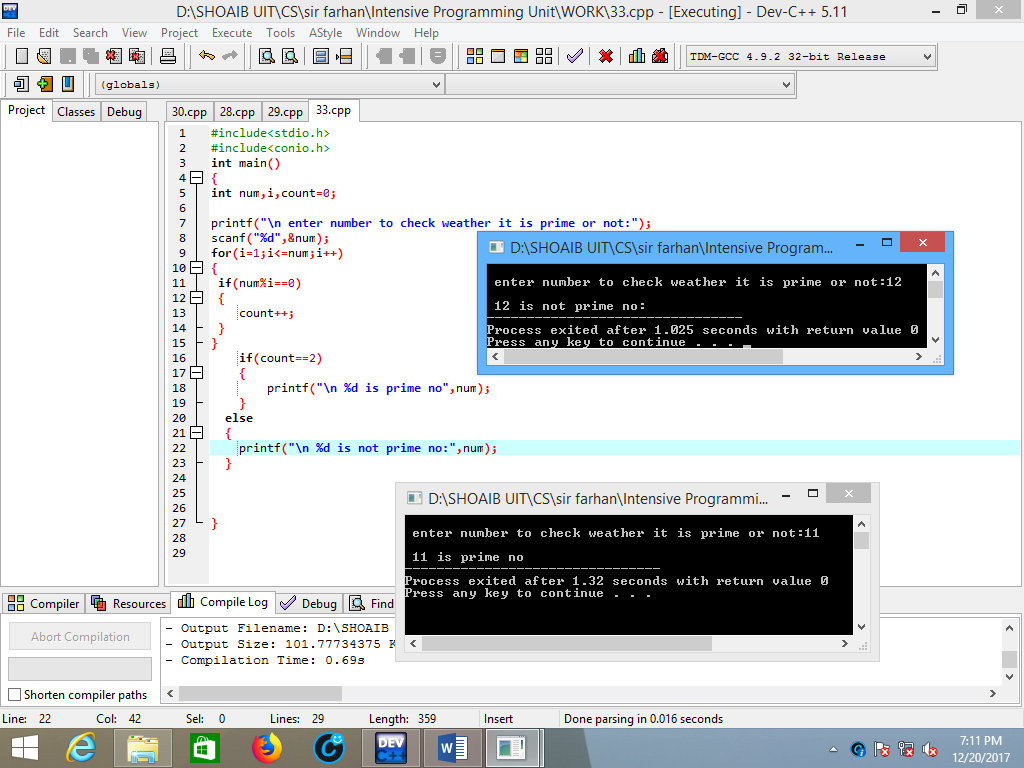 D:\SHOAIB UIT\CS\sir farhan\Intensive Programming Unit\WORK\33.cpp - [Executing] - Dev-C++ 5.11
File Edit Search View Project Execute Tools AStyle Window Help
TDM-GCC 4.9.2 32-bit Release
(globals)
Project Classes Debug
30.cpp 28.cpp 29.cpp 33.cpp
1 #include<stdio.h>
2 #include<conio.h>
3 int main()
4 {
5 int num,i,count=0;
6
7 printf("\n enter number to check weather it is prime or not:");
8 scanf("%d",&num);
9 for(i=1;i<=num;i++)
10 {
11 if(num%i==0)
12 {
13 count++;
14 }
15 }
16 if(count==2)
17 {
18 printf("\n %d is prime no",num);
19 }
20 else
21 {
22 printf("\n %d is not prime no:",num);
23 }
24
25
26
27 }
28
29
D:\SHOAIB UIT\CS\sir farhan\Intensive Program...
enter number to check weather it is prime or not:12
12 is not prime no:
--------------------------------
Process exited after 1.025 seconds with return value 0
Press any key to continue . . . _
D:\SHOAIB UIT\CS\sir farhan\Intensive Programmi...
enter number to check weather it is prime or not:11
11 is prime no
--------------------------------
Process exited after 1.32 seconds with return value 0
Press any key to continue . . .
Compiler Resources Compile Log Debug Find
Abort Compilation
Shorten compiler paths
- Output Filename: D:\SHOAIB
- Output Size: 101.77734375 K
- Compilation Time: 0.69s
Line: 22 Col: 42 Sel: 0 Lines: 29 Length: 359 Insert Done parsing in 0.016 seconds
DEV C++
7:11 PM
12/20/2017